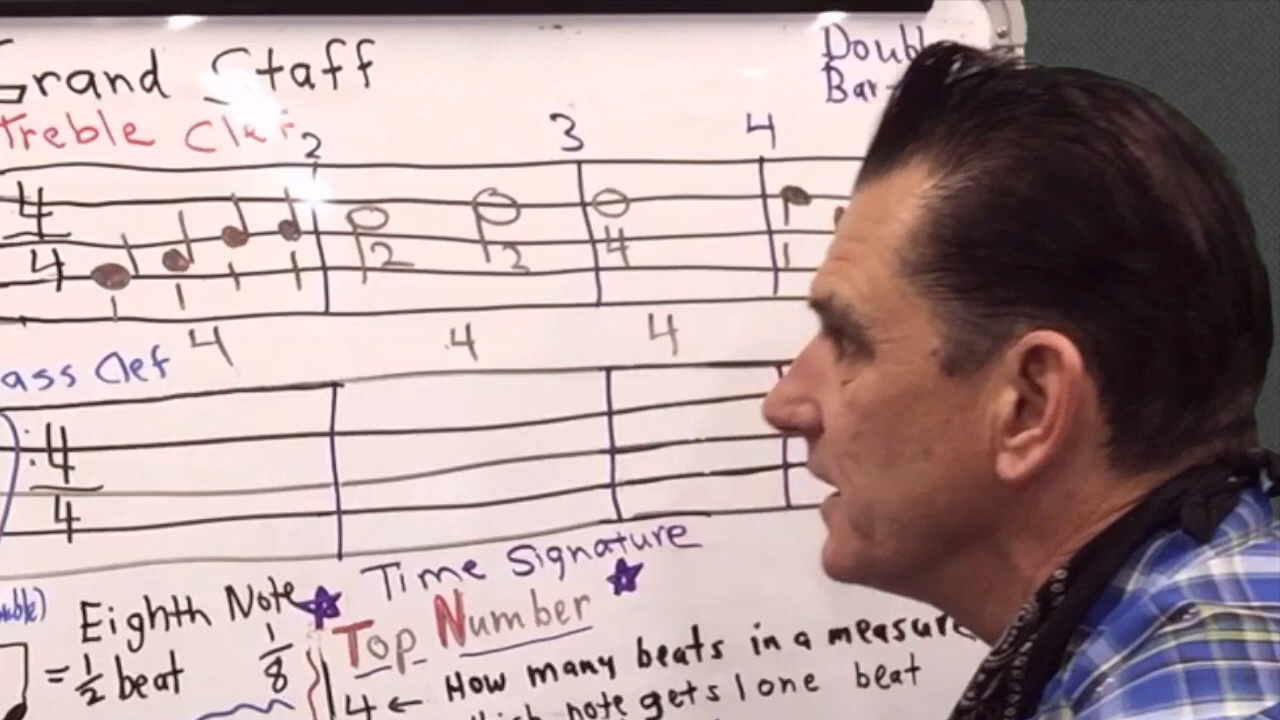 Grand Staff
Doubl
Bar-
Treble Clef
2 3 4
4
4
2 2 4 1
1 1 1 1
4 4 4
ass Clef
4
4
uble)
Eighth Note
Time Signature
1
8
= 1/2 beat
Top Number
4 ← How many beats in a measure
note gets 1 one beat